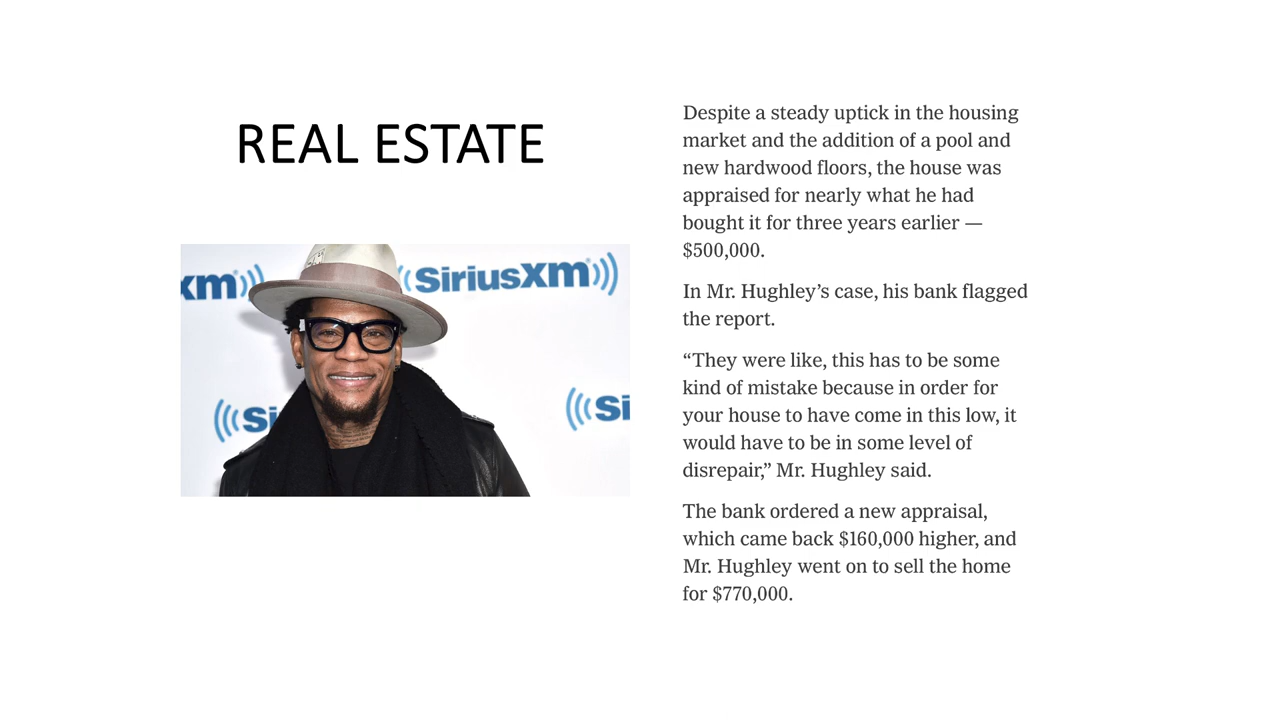 REAL ESTATE
xm
SiriusXm
Si
Si
Despite a steady uptick in the housing
market and the addition of a pool and
new hardwood floors, the house was
appraised for nearly what he had
bought it for three years earlier —
$500,000.
In Mr. Hughley’s case, his bank flagged
the report.
“They were like, this has to be some
kind of mistake because in order for
your house to have come in this low, it
would have to be in some level of
disrepair,” Mr. Hughley said.
The bank ordered a new appraisal,
which came back $160,000 higher, and
Mr. Hughley went on to sell the home
for $770,000.